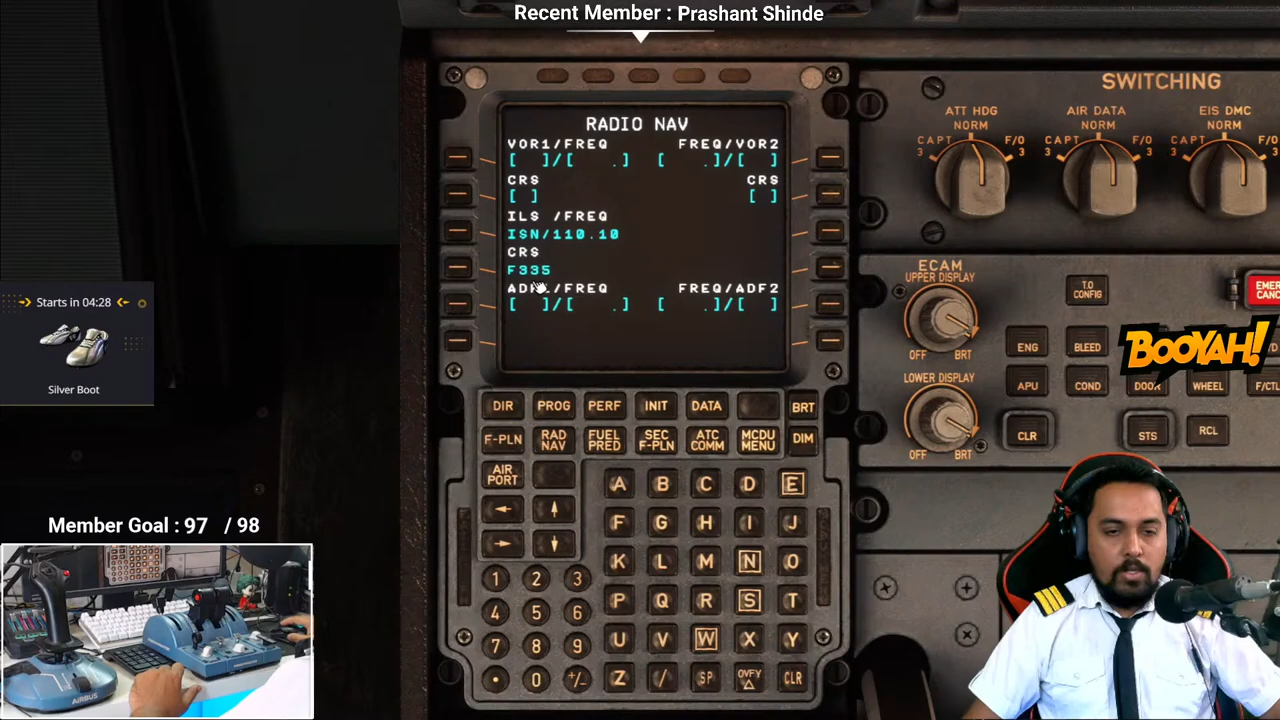 Recent Member : Prashant Shinde
RADIO NAV
VOR1/FREQ FREQ/VOR2
[ ]/[ .] [ .]/[ ]
CRS CRS
[ ] [ ]
ILS /FREQ
ISN/110.10
CRS
F335
/FREQ FREQ/ADF2
[ ]/[ .] [ .]/[ ]
DIR PROG PERF INIT DATA BRT
F-PLN RAD NAV FUEL PRED SEC F-PLN ATC COMM MCDU MENU DIM
AIR PORT
← ↑
→ ↓
A B C D E
F G H I J
K L M N O
P Q R S T
U V W X Y
Z / SP OVFY △ CLR
1 2 3
4 5 6
7 8 9
. 0 +/-
SWITCHING
ATT HDG AIR DATA EIS DMC
NORM NORM NORM
CAPT F/O CAPT F/O CAPT F/O
3 3 3 3 3 3
ECAM
UPPER DISPLAY
OFF BRT
LOWER DISPLAY
OFF BRT
T.O CONFIG
EMER CANC
ENG BLEED
APU COND DOOR WHEEL F/CTL
CLR STS RCL
BOOYAH!
Starts in 04:28
Silver Boot
Member Goal : 97 / 98
AIRBUS